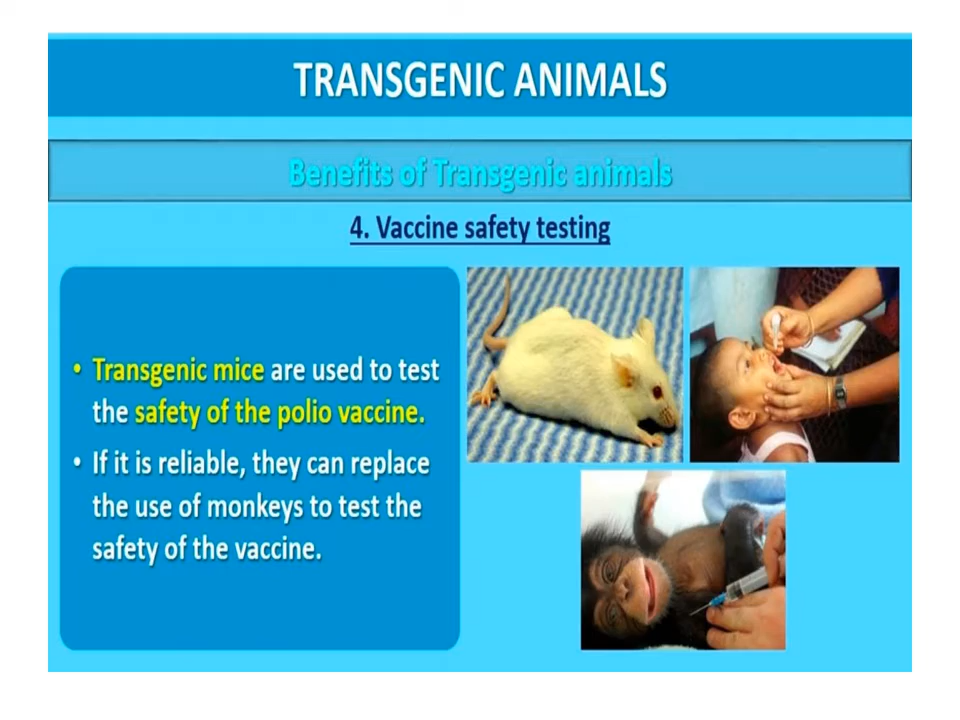 TRANSGENIC ANIMALS
Benefits of Transgenic animals
4. Vaccine safety testing
• Transgenic mice are used to test
the safety of the polio vaccine.
• If it is reliable, they can replace
the use of monkeys to test the
safety of the vaccine.